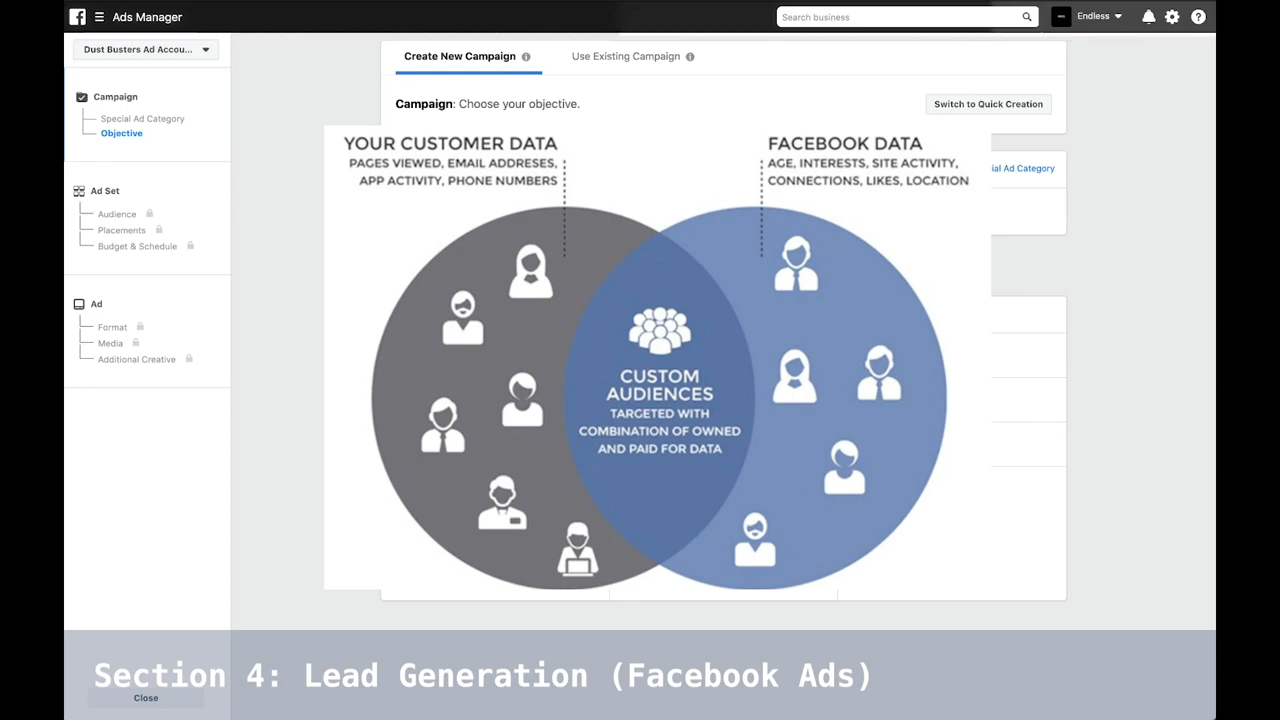 Ads Manager
Search business
Endless
Dust Busters Ad Accou...
Campaign
Special Ad Category
Objective
Ad Set
Audience
Placements
Budget & Schedule
Ad
Format
Media
Additional Creative
Close
Create New Campaign
Use Existing Campaign
Campaign: Choose your objective.
Switch to Quick Creation
ial Ad Category
YOUR CUSTOMER DATA
PAGES VIEWED, EMAIL ADDRESES,
APP ACTIVITY, PHONE NUMBERS
FACEBOOK DATA
AGE, INTERESTS, SITE ACTIVITY,
CONNECTIONS, LIKES, LOCATION
CUSTOM
AUDIENCES
TARGETED WITH
COMBINATION OF OWNED
AND PAID FOR DATA
Section 4: Lead Generation (Facebook Ads)